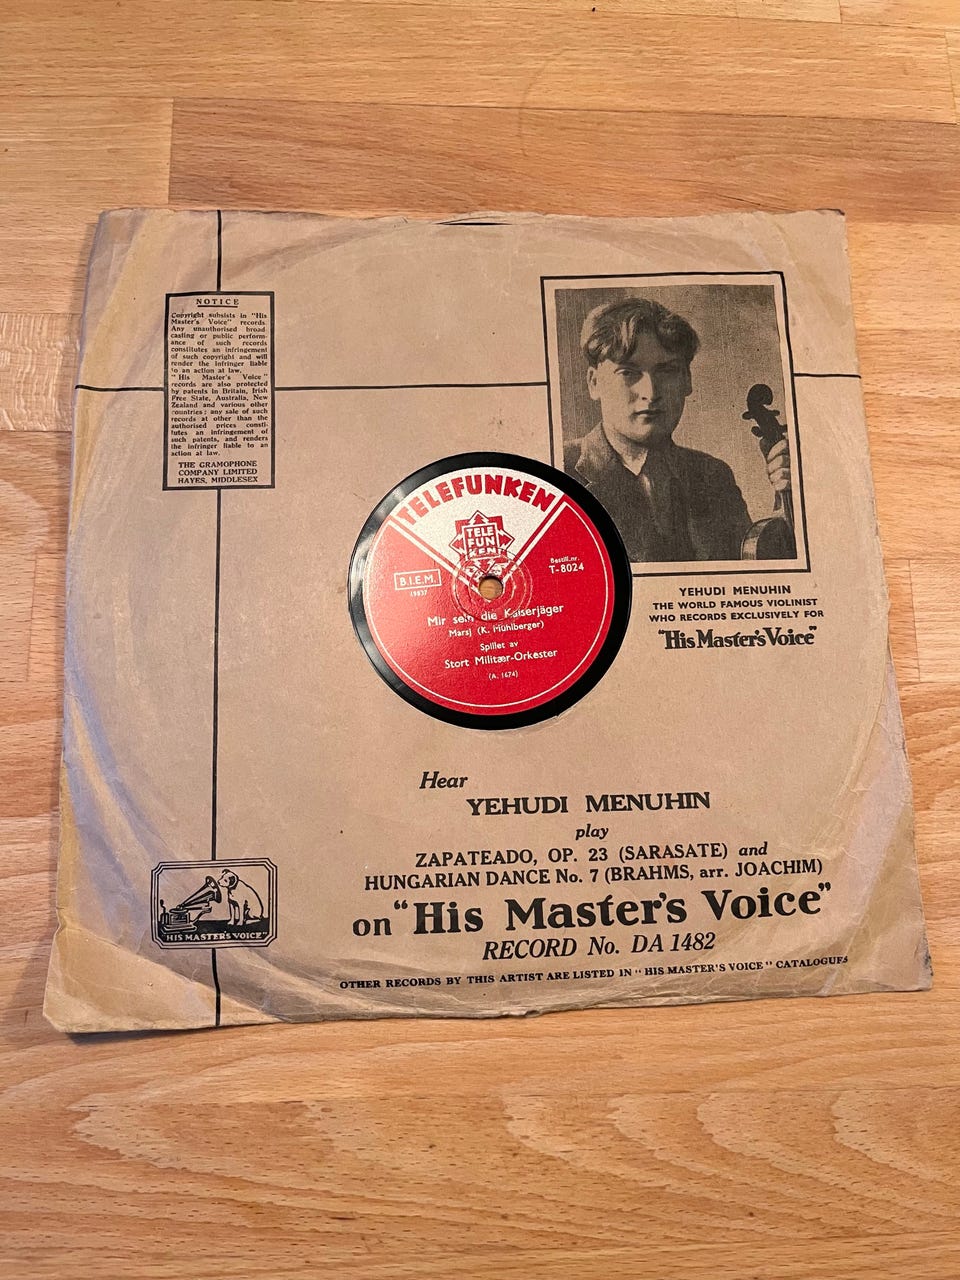 NOTICE
Copyright subsists in "His
Master's Voice" records.
Any unauthorised broad
casting or public perform-
ance of such records
constitutes an infringement
of such copyright and will
render the infringer liable
to an action at law.
"His Master's Voice"
records are also protected
by patents in Britain, Irish
Free State, Australia, New
Zealand and various other
countries; any sale of such
records at other than the
authorised prices consti-
tutes an infringement of
such patents, and renders
the infringer liable to an
action at law.
THE GRAMOPHONE
COMPANY LIMITED
HAYES, MIDDLESEX
YEHUDI MENUHIN
THE WORLD FAMOUS VIOLINIST
WHO RECORDS EXCLUSIVELY FOR
"His Master's Voice"
TELEFUNKEN
TELE
FUN
KEN
B.I.E.M.
19837
Bestill.nr.
T-8024
Mir sein die Kaiserjäger
Marsj (K. Mühlberger)
Spillet av
Stort Militær-Orkester
(A. 1674)
Hear
YEHUDI MENUHIN
play
ZAPATEADO, OP. 23 (SARASATE) and
HUNGARIAN DANCE No. 7 (BRAHMS, arr. JOACHIM)
on "His Master's Voice"
RECORD No. DA 1482
OTHER RECORDS BY THIS ARTIST ARE LISTED IN "HIS MASTER'S VOICE" CATALOGUES
"HIS MASTER'S VOICE"